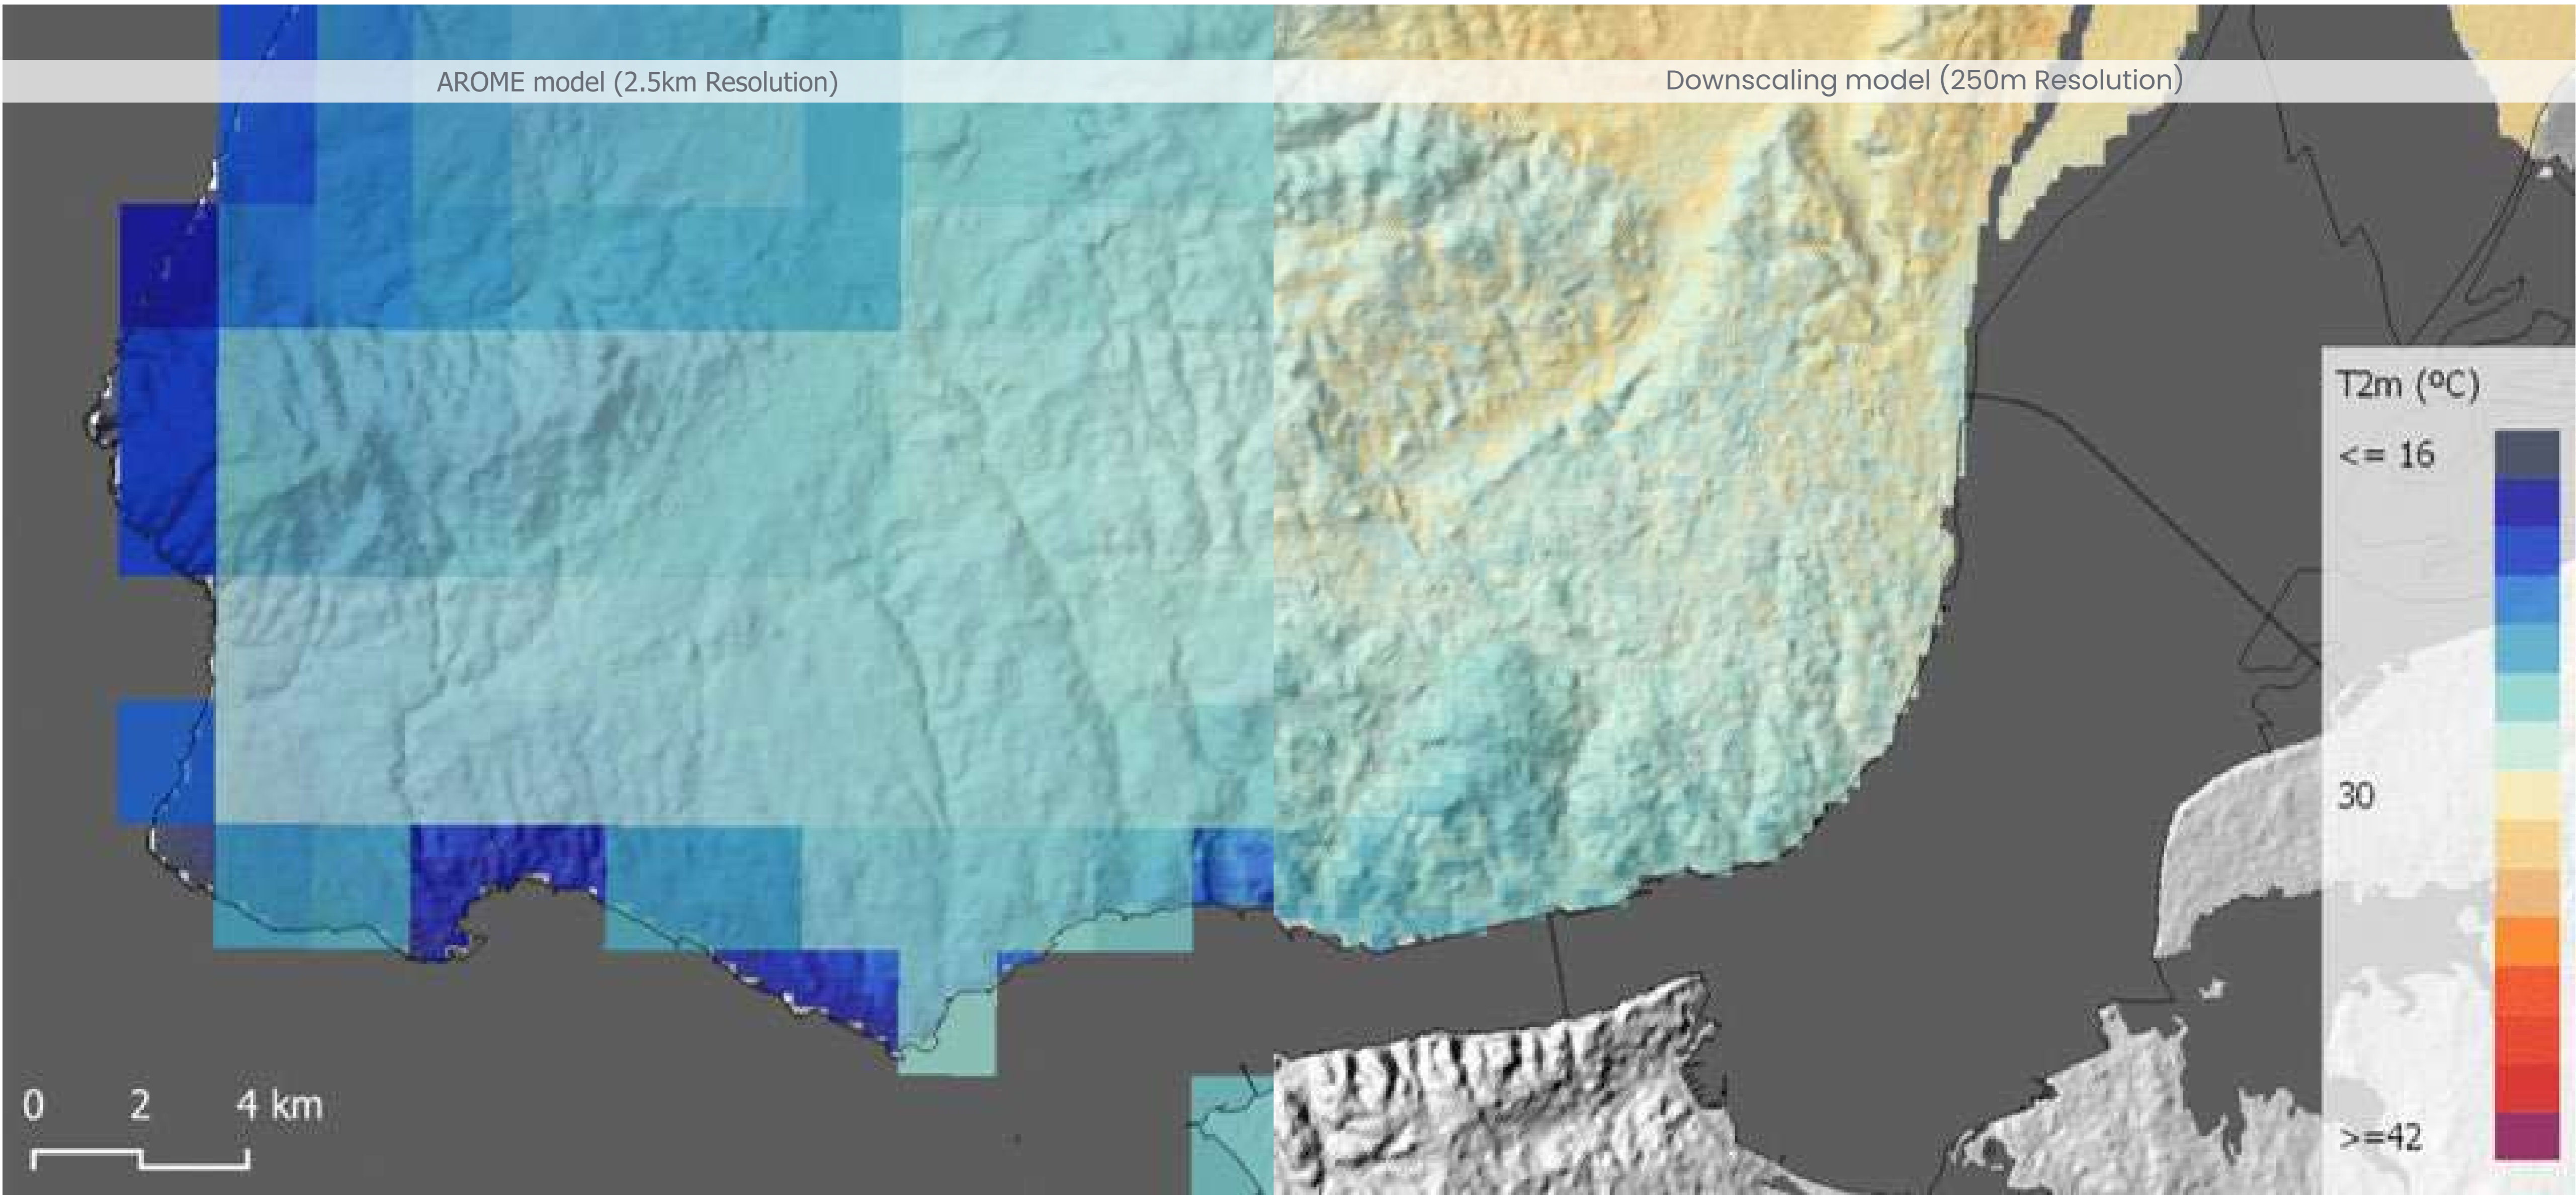 AROME model (2.5km Resolution)
Downscaling model (250m Resolution)
T2m (ºC)
<= 16
30
>=42
0 2 4 km